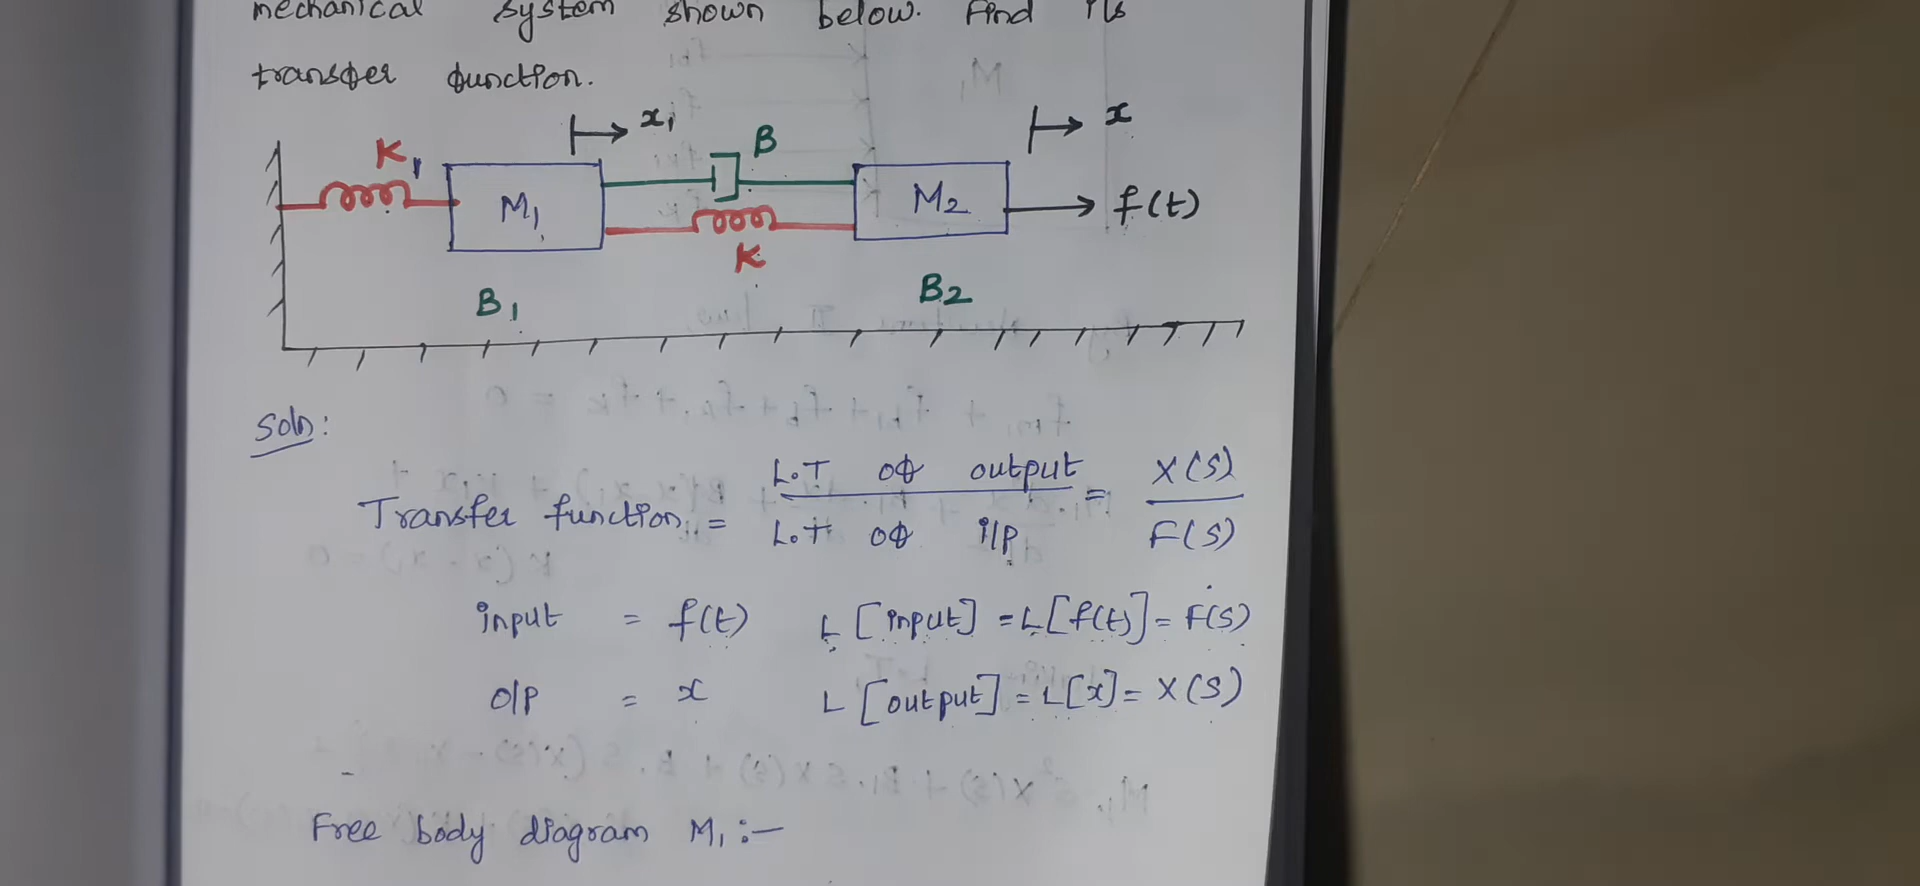 mechanical system shown below. Find its
transfer function.
x₁ x
K₁ B
M₁ M₂ f(t)
K
B₁ B₂
Soln:
Transfer function = L.T of output / L.T of i/p = X(S) / F(S)
input = f(t) L [input] = L[f(t)] = F(S)
o/p = x L [output] = L[x] = X(S)
Free body diagram M₁ :-